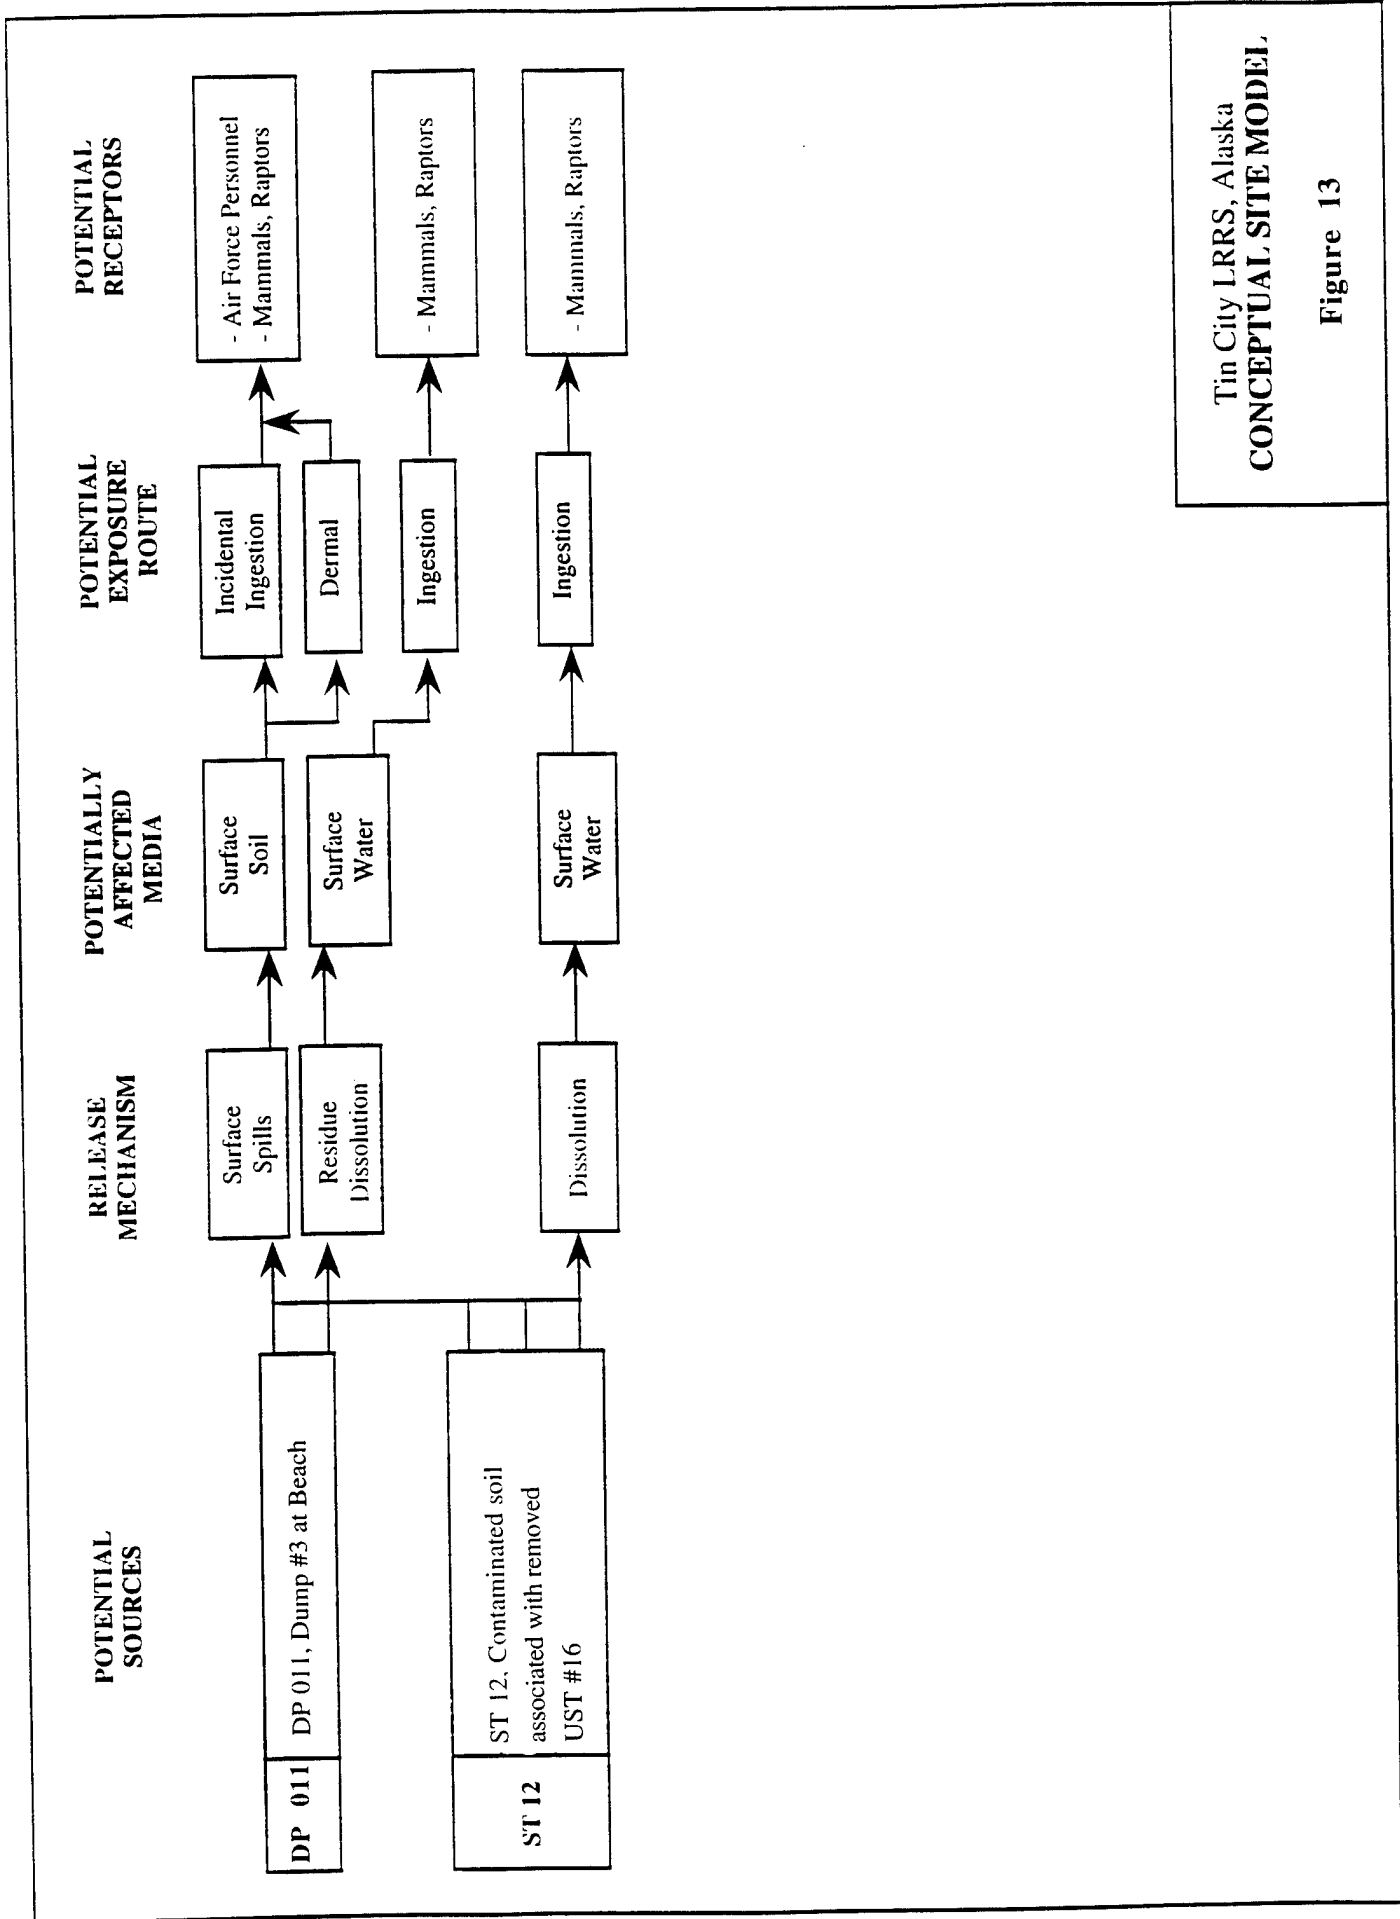 POTENTIAL
SOURCES
RELEASE
MECHANISM
POTENTIALLY
AFFECTED
MEDIA
POTENTIAL
EXPOSURE
ROUTE
POTENTIAL
RECEPTORS
DP 011
DP 011, Dump #3 at Beach
Surface
Spills
Surface
Soil
Incidental
Ingestion
- Air Force Personnel
- Mammals, Raptors
Residue
Dissolution
Surface
Water
Dermal
Ingestion
- Mammals, Raptors
ST 12
ST 12, Contaminated soil
associated with removed
UST #16
Dissolution
Surface
Water
Ingestion
- Mammals, Raptors
Tin City LRRS, Alaska
CONCEPTUAL SITE MODEL
Figure 13